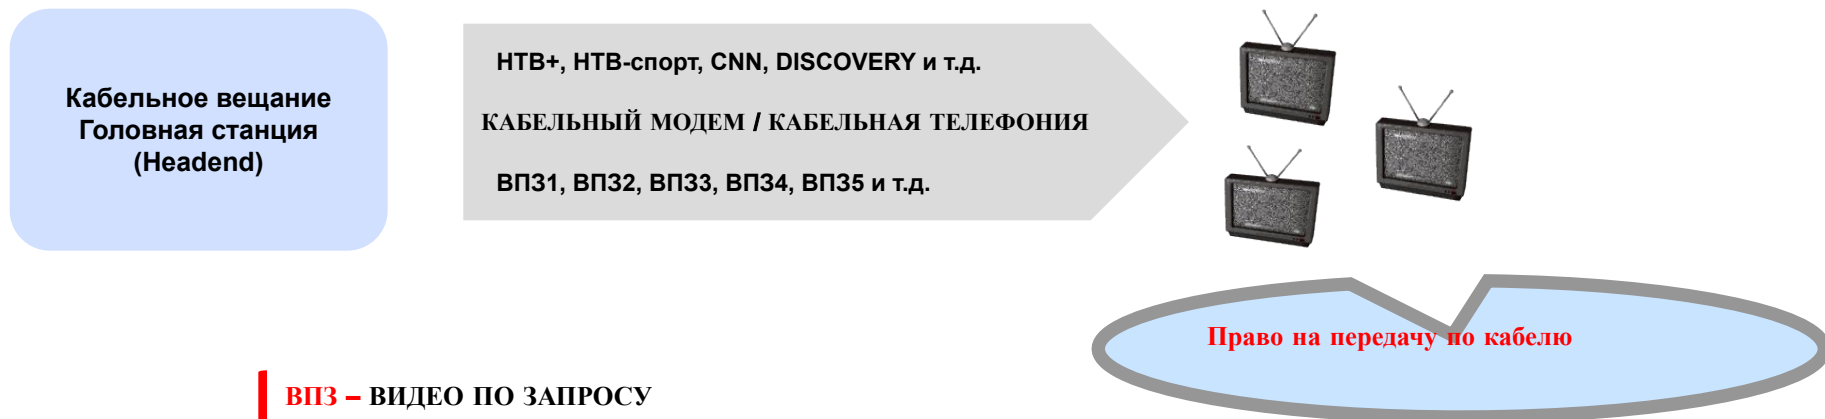 Кабельное вещание
Головная станция
(Headend)
НТВ+, НТВ-спорт, CNN, DISCOVERY и т.д.
КАБЕЛЬНЫЙ МОДЕМ / КАБЕЛЬНАЯ ТЕЛЕФОНИЯ
ВПЗ1, ВПЗ2, ВПЗ3, ВПЗ4, ВПЗ5 и т.д.
Право на передачу по кабелю
ВПЗ – ВИДЕО ПО ЗАПРОСУ